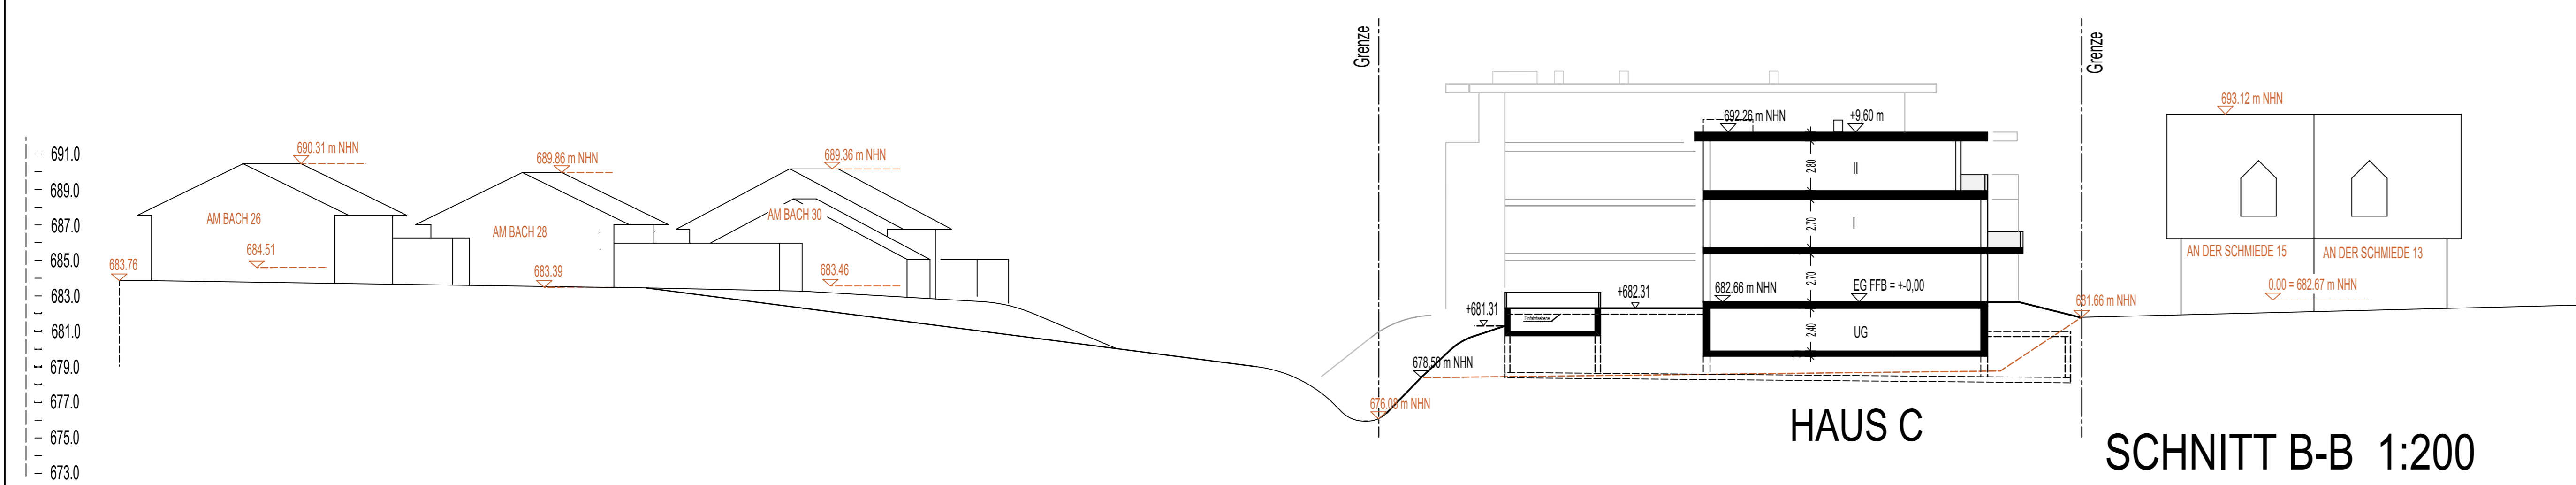 Grenze
Grenze
691.0
689.0
687.0
685.0
683.0
681.0
679.0
677.0
675.0
673.0
690.31 m NHN
689.86 m NHN
689.36 m NHN
AM BACH 26
AM BACH 28
AM BACH 30
683.76
684.51
683.39
683.46
692.26 m NHN
+9,60 m
2.80
II
2.70
I
2.70
682.66 m NHN
EG FFB = +-0,00
2.40
UG
+681.31
+682.31
678.50 m NHN
676.09 m NHN
681.66 m NHN
693.12 m NHN
AN DER SCHMIEDE 15
AN DER SCHMIEDE 13
0.00 = 682.67 m NHN
HAUS C
SCHNITT B-B 1:200